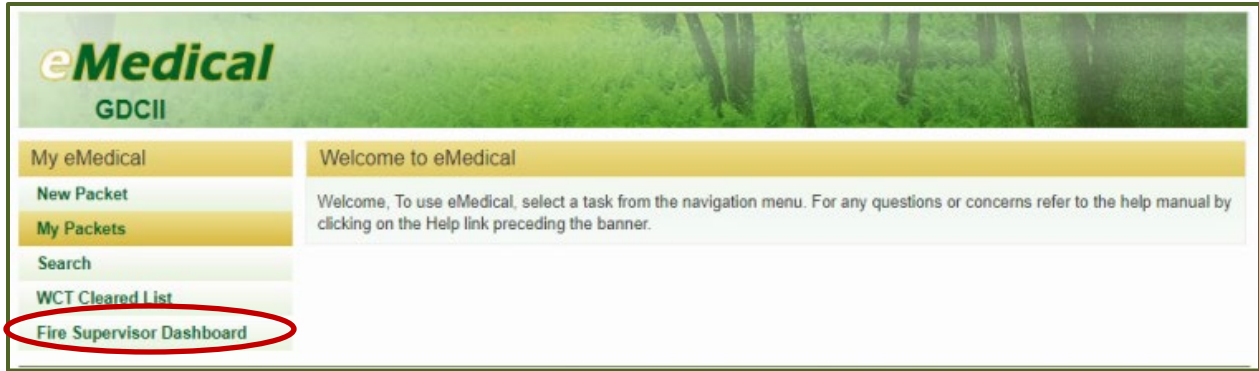 eMedical
GDCII
My eMedical
New Packet
My Packets
Search
WCT Cleared List
Fire Supervisor Dashboard
Welcome to eMedical
Welcome, To use eMedical, select a task from the navigation menu. For any questions or concerns refer to the help manual by
clicking on the Help link preceding the banner.